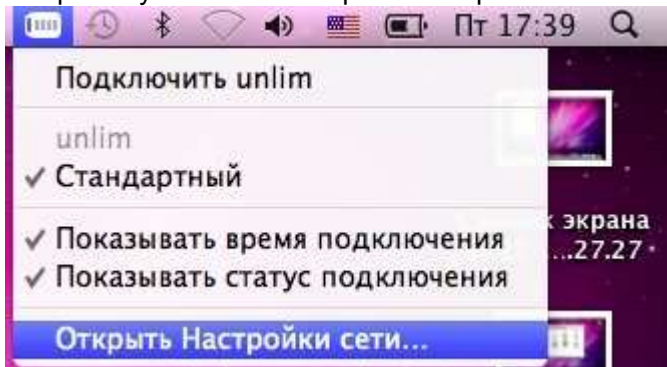 Пт 17:39
Подключить unlim
unlim
✓ Стандартный
✓ Показывать время подключения
✓ Показывать статус подключения
Открыть Настройки сети...
экрана
...27.27